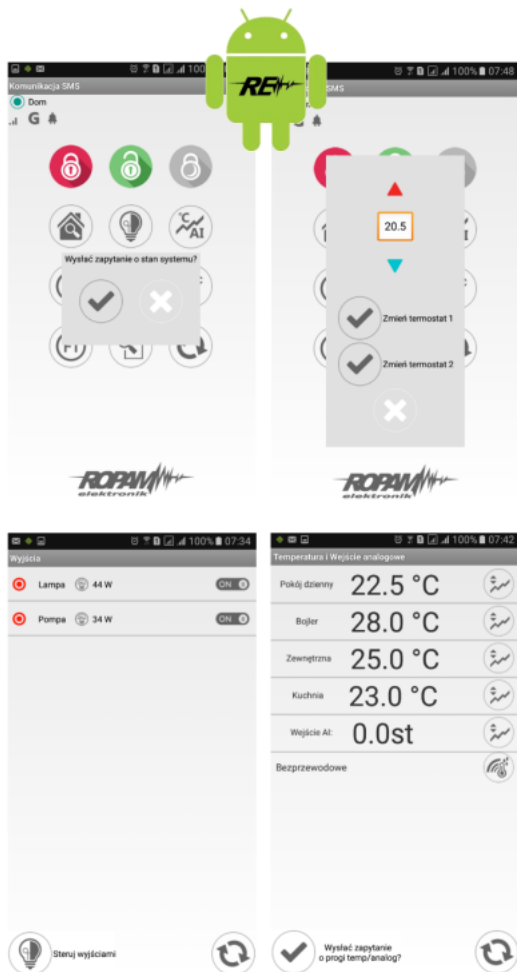 RE
100%
Komunikacja SMS
Dom
G
°C
AI
Wysłać zapytanie o stan systemu?
ROPAM
elektronik
100% 07:48
SMS
20.5
Zmień termostat 1
Zmień termostat 2
ROPAM
elektronik
100% 07:34
Wyjścia
Lampa 44 W ON
Pompa 34 W ON
Steruj wyjściami
100% 07:42
Temperatura i Wejście analogowe
Pokój dzienny 22.5 °C
Bojler 28.0 °C
Zewnętrzna 25.0 °C
Kuchnia 23.0 °C
Wejście AI: 0.0st
Bezprzewodowe
Wysłać zapytanie
o progi temp/analog?